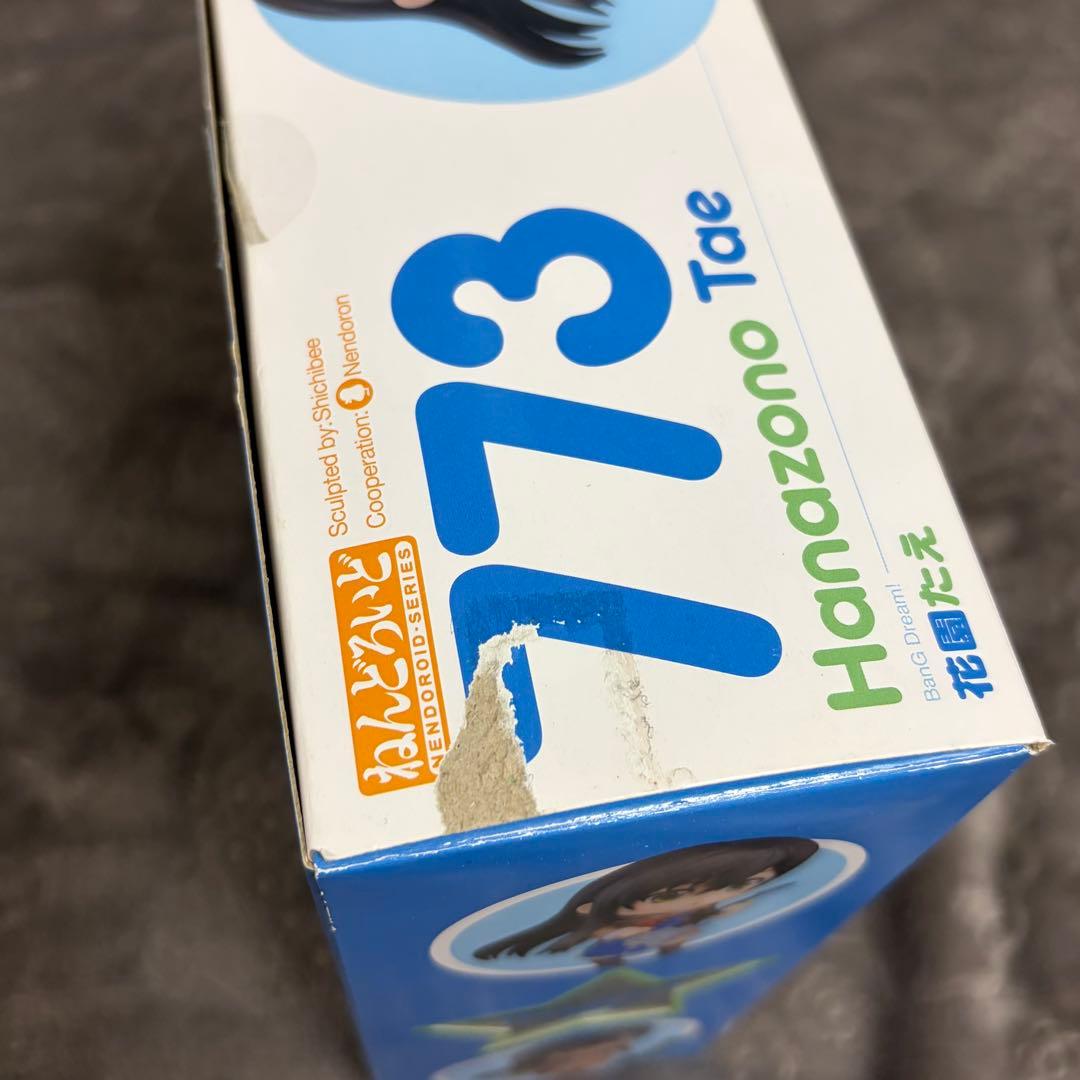 ねんどろいど
NENDOROID·SERIES
Sculpted by:Shichibee
Cooperation: Nendoron
773
Hanazono Tae
BanG Dream!
花園たえ